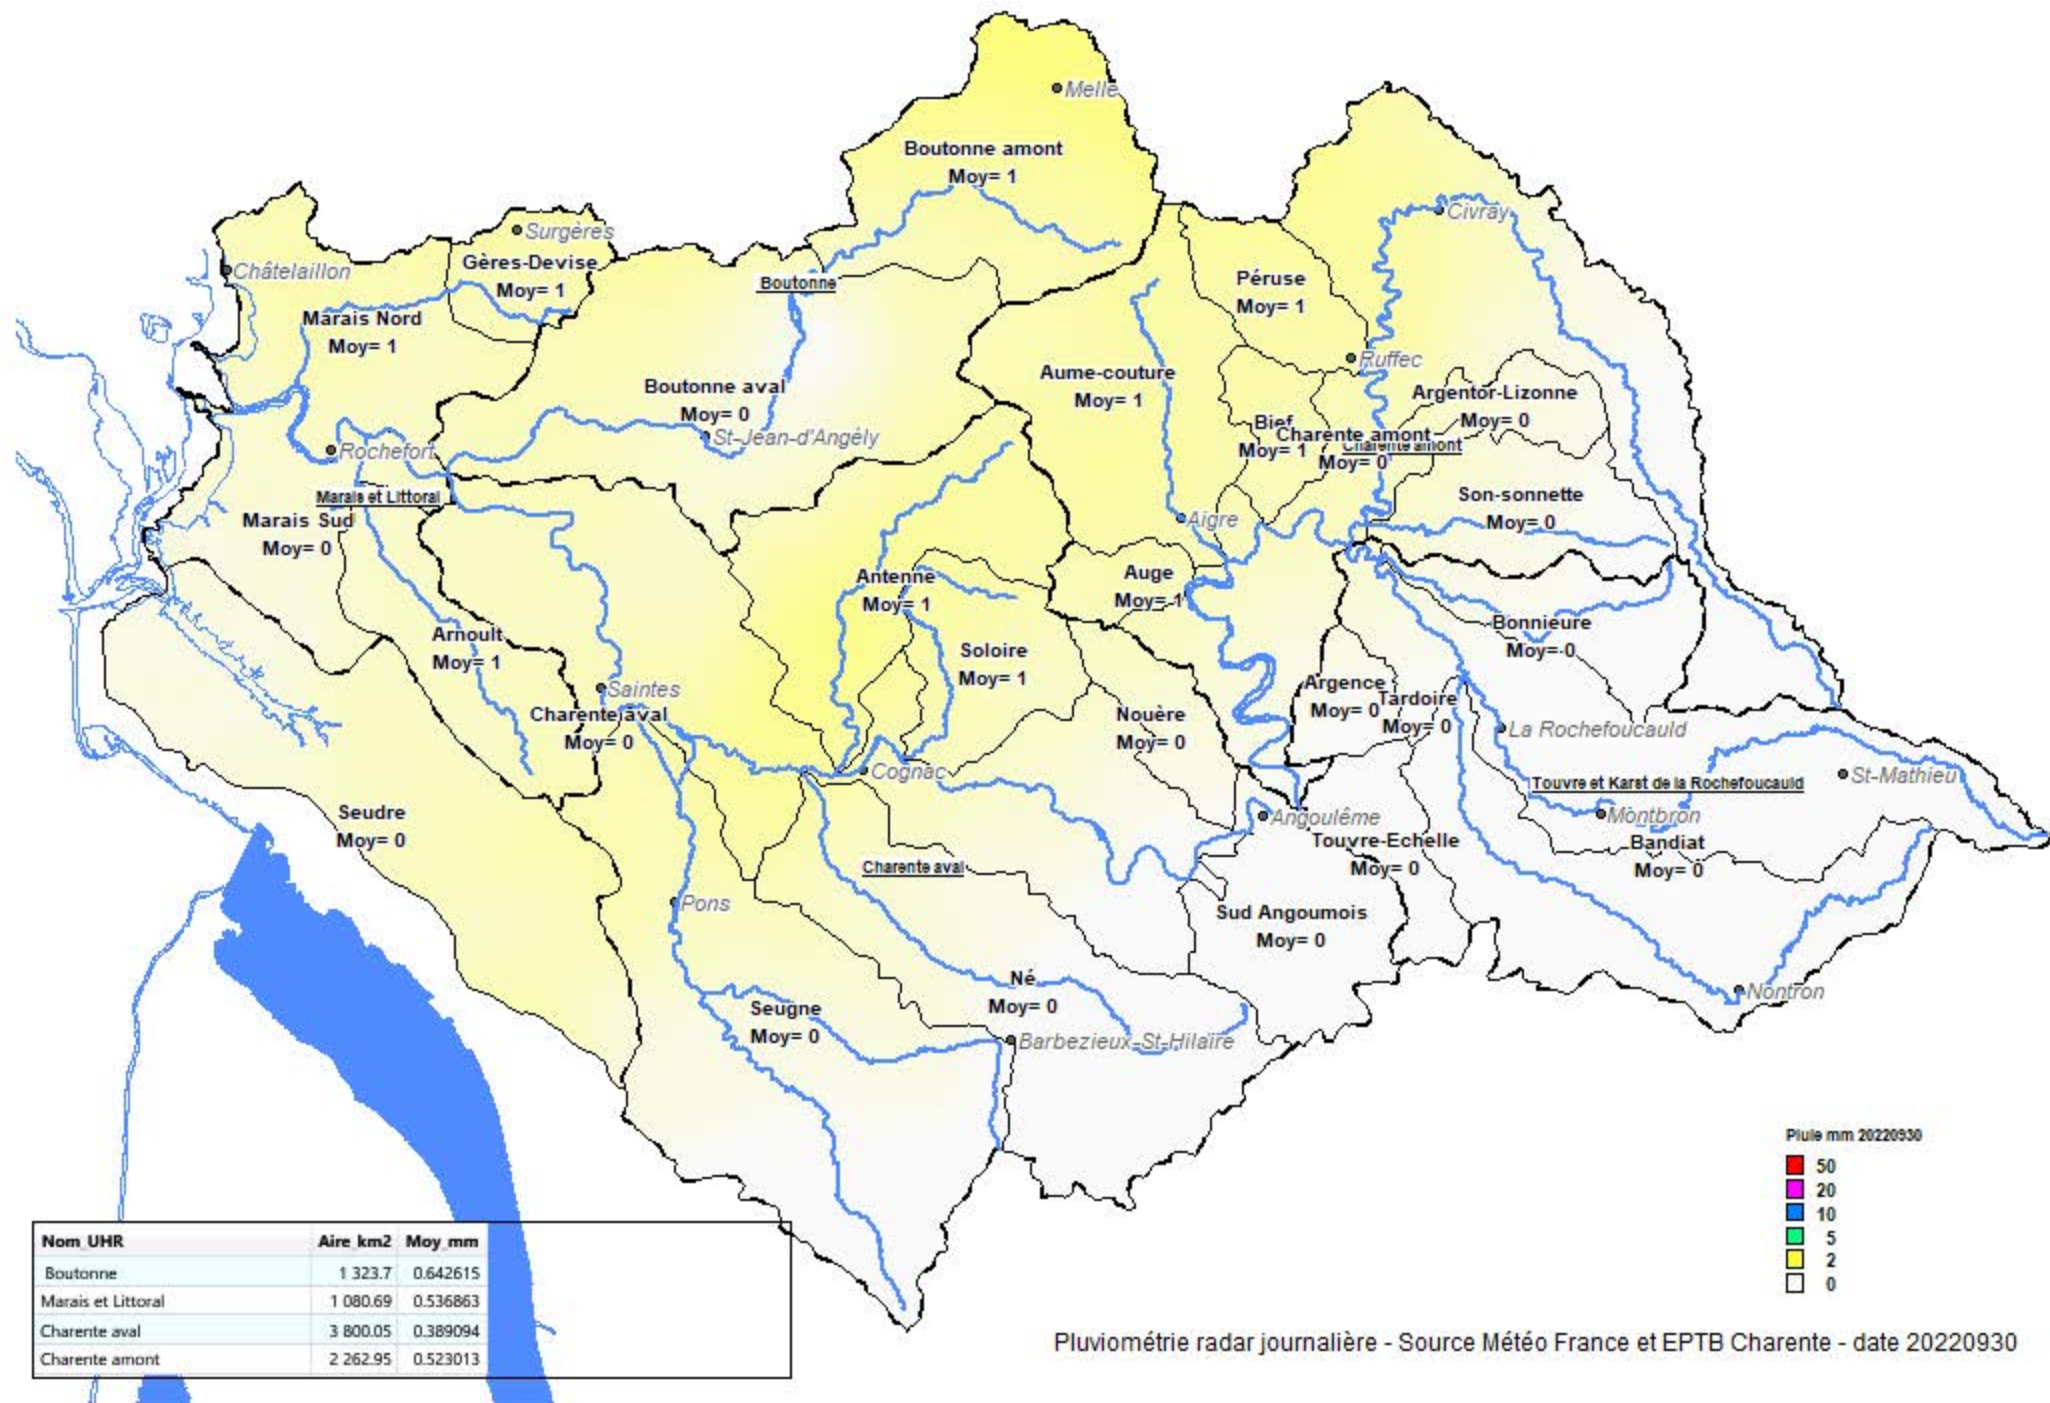 Melle
Boutonne amont
Moy= 1
Civray
Surgères
Châtelaillon
Gères-Devise
Moy= 1
Boutonne
Péruse
Moy= 1
Marais Nord
Moy= 1
Ruffec
Aume-couture
Moy= 1
Boutonne aval
Moy= 0
Argentor-Lizonne
Moy= 0
Bief
Moy= 1
Charente amont
Moy= 0
Charente amont
St-Jean-d'Angély
Rochefort
Marais et Littoral
Son-sonnette
Moy= 0
Marais Sud
Moy= 0
Aigre
Antenne
Moy= 1
Auge
Moy= 1
Bonnieure
Moy= 0
Arnoult
Moy= 1
Soloire
Moy= 1
Saintes
Argence
Moy= 0
Tardoire
Moy= 0
Charente aval
Moy= 0
Nouère
Moy= 0
La Rochefoucauld
Cognac
St-Mathieu
Touvre et Karst de la Rochefoucauld
Seudre
Moy= 0
Angoulême
Montbron
Touvre-Echelle
Moy= 0
Bandiat
Moy= 0
Charente aval
Pons
Sud Angoumois
Moy= 0
Né
Moy= 0
Nontron
Seugne
Moy= 0
Barbezieux-St-Hilaire
Pluie mm 20220930
50
20
10
5
2
0
Nom_UHR Aire_km2 Moy_mm
Boutonne 1 323.7 0.642615
Marais et Littoral 1 080.69 0.536863
Charente aval 3 800.05 0.389094
Charente amont 2 262.95 0.523013
Pluviométrie radar journalière - Source Météo France et EPTB Charente - date 20220930